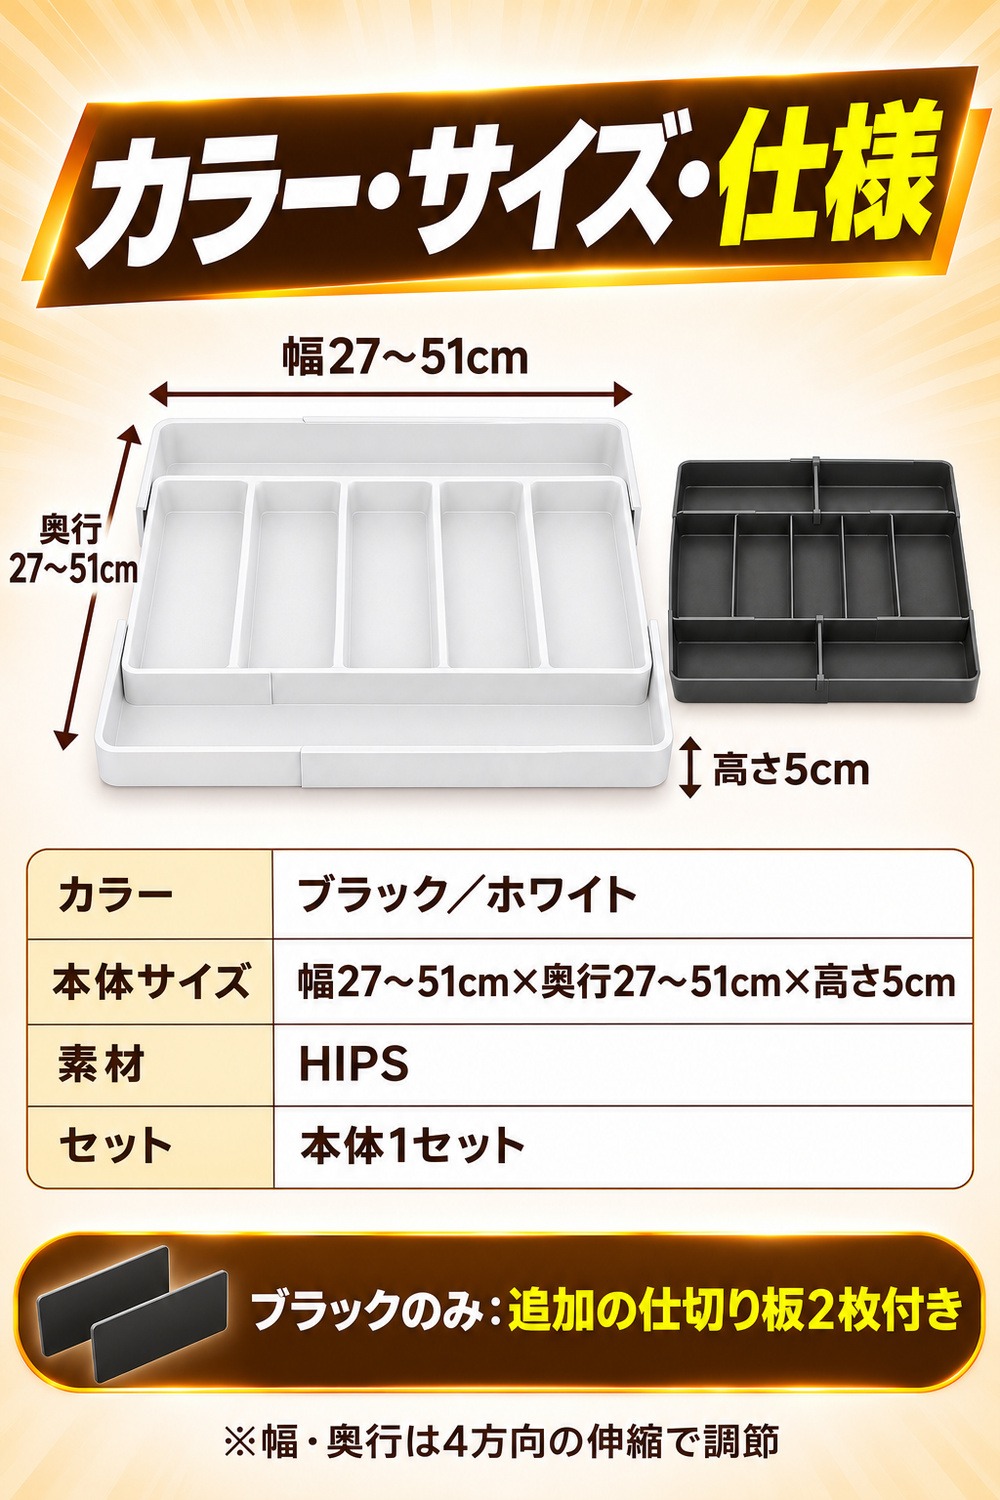 カラー・サイズ・仕様
幅27〜51cm
奥行
27〜51cm
高さ5cm
カラー
ブラック／ホワイト
本体サイズ
幅27〜51cm×奥行27〜51cm×高さ5cm
素材
HIPS
セット
本体1セット
ブラックのみ：追加の仕切り板2枚付き
※幅・奥行は4方向の伸縮で調節